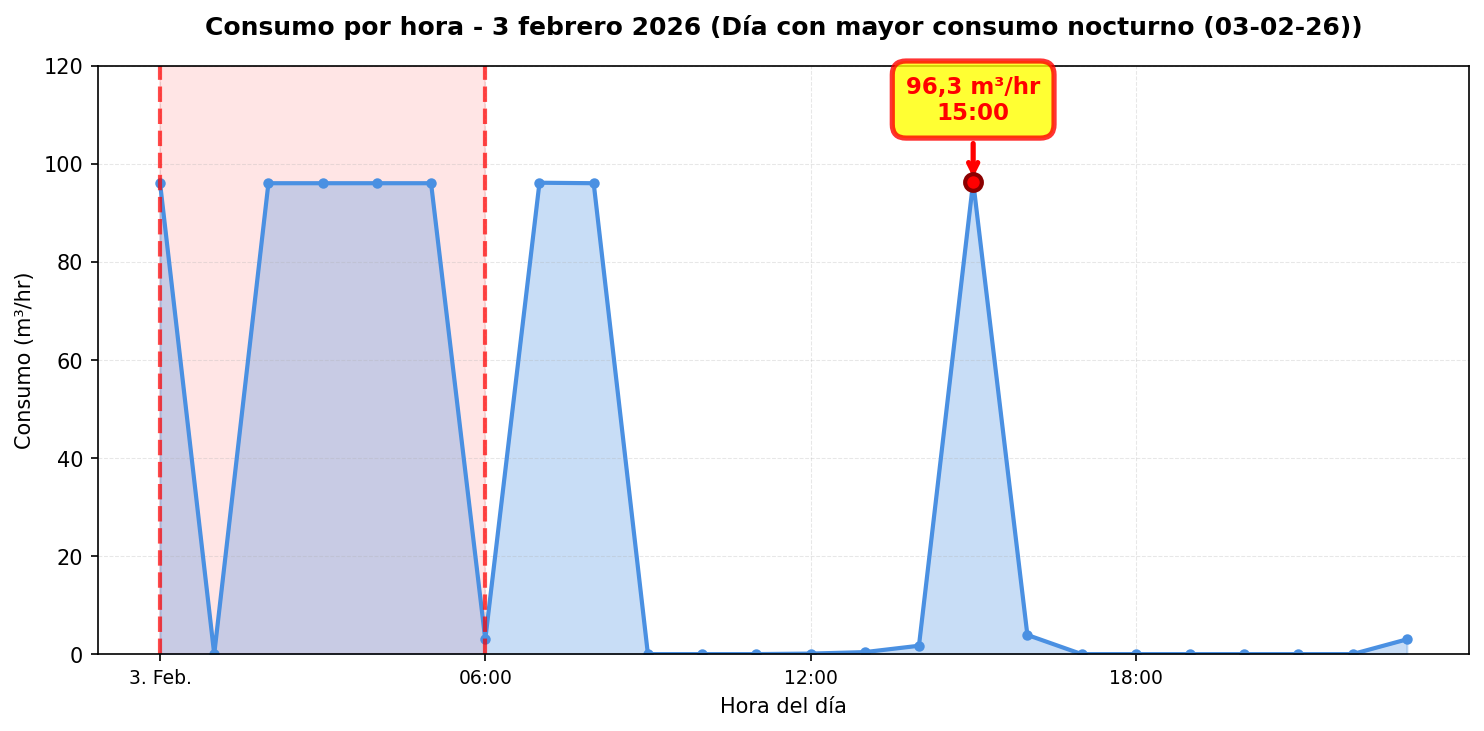 Consumo por hora - 3 febrero 2026 (Día con mayor consumo nocturno (03-02-26))
96,3 m³/hr
15:00
Consumo (m³/hr)
120
100
80
60
40
20
0
3. Feb.
06:00
12:00
18:00
Hora del día